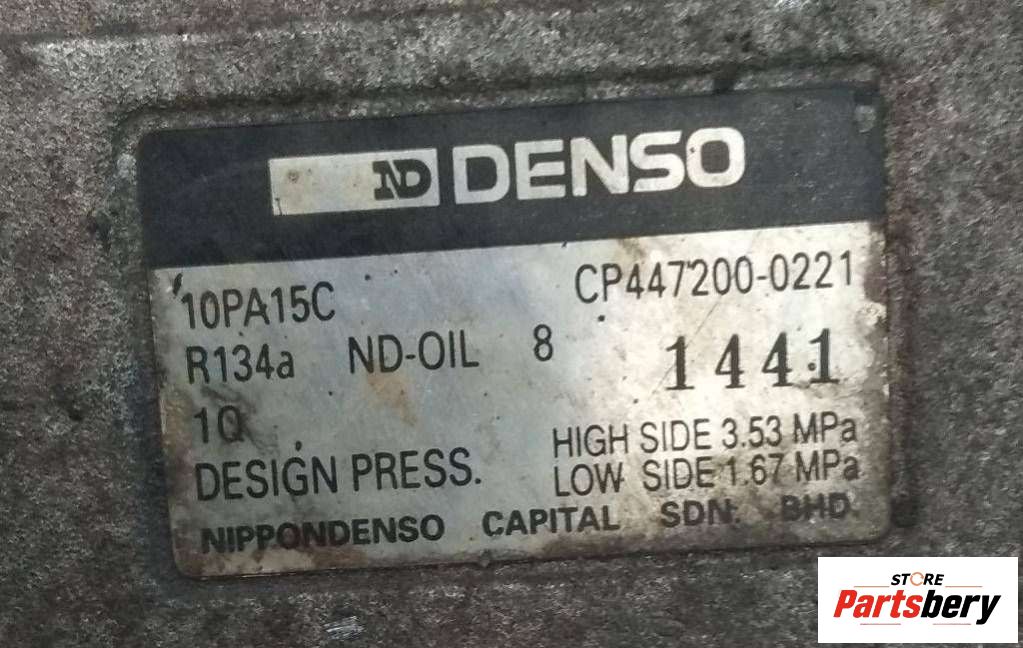 ND DENSO
10PA15C CP447200-0221
R134a ND-OIL 8 1441
1Q
DESIGN PRESS. HIGH SIDE 3.53 MPa
LOW SIDE 1.67 MPa
NIPPONDENSO CAPITAL SDN. BHD.
STORE
Partsbery